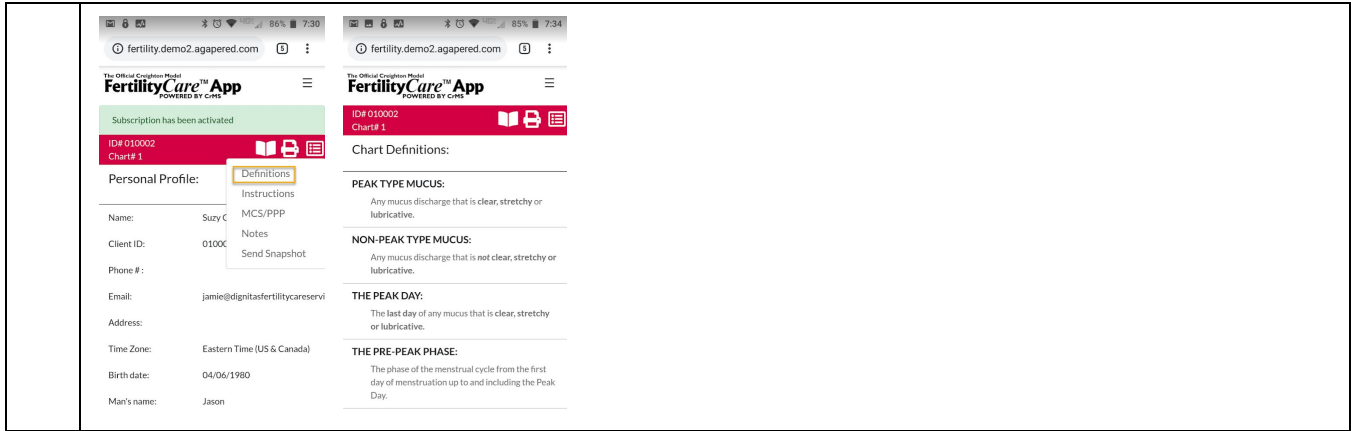 86% 7:30
fertility.demo2.agapered.com 5
The Official Creighton Model
FertilityCare™ App
POWERED BY CrMS
Subscription has been activated
ID# 010002
Chart# 1
Definitions
Instructions
MCS/PPP
Notes
Send Snapshot
Personal Profile:
Name: Suzy C
Client ID: 01000
Phone # :
Email: jamie@dignitasfertilitycareservi
Address:
Time Zone: Eastern Time (US & Canada)
Birth date: 04/06/1980
Man's name: Jason
85% 7:34
fertility.demo2.agapered.com 5
The Official Creighton Model
FertilityCare™ App
POWERED BY CrMS
ID# 010002
Chart# 1
Chart Definitions:
PEAK TYPE MUCUS:
Any mucus discharge that is clear, stretchy or
lubricative.
NON-PEAK TYPE MUCUS:
Any mucus discharge that is not clear, stretchy or
lubricative.
THE PEAK DAY:
The last day of any mucus that is clear, stretchy
or lubricative.
THE PRE-PEAK PHASE:
The phase of the menstrual cycle from the first
day of menstruation up to and including the Peak
Day.